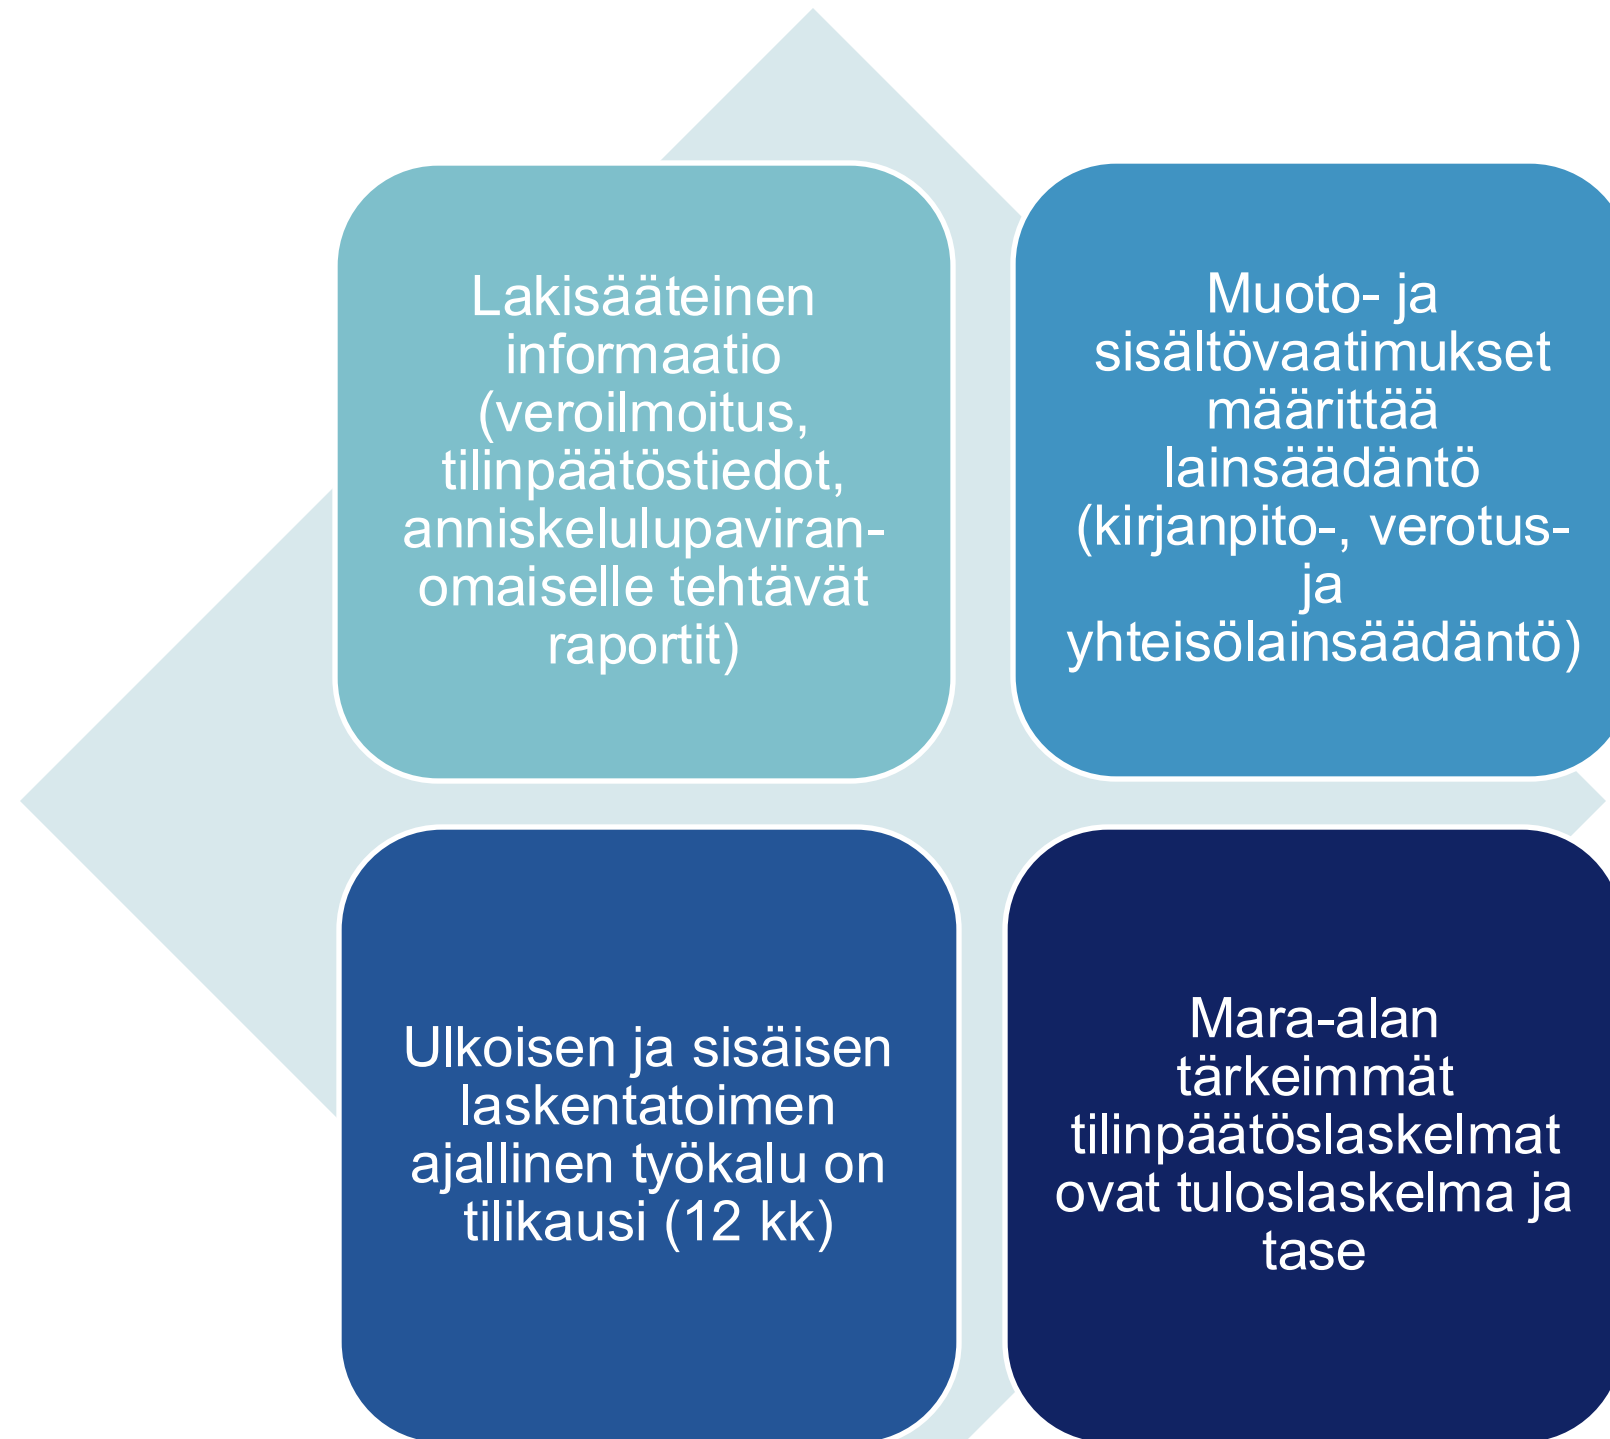 Lakisääteinen
informaatio
(veroilmoitus,
tilinpäätöstiedot,
anniskelulupaviran-
omaiselle tehtävät
raportit)
Muoto- ja
sisältövaatimukset
määrittää
lainsäädäntö
(kirjanpito-, verotus-
ja
yhteisölainsäädäntö)
Ulkoisen ja sisäisen
laskentatoimen
ajallinen työkalu on
tilikausi (12 kk)
Mara-alan
tärkeimmät
tilinpäätöslaskelmat
ovat tuloslaskelma ja
tase